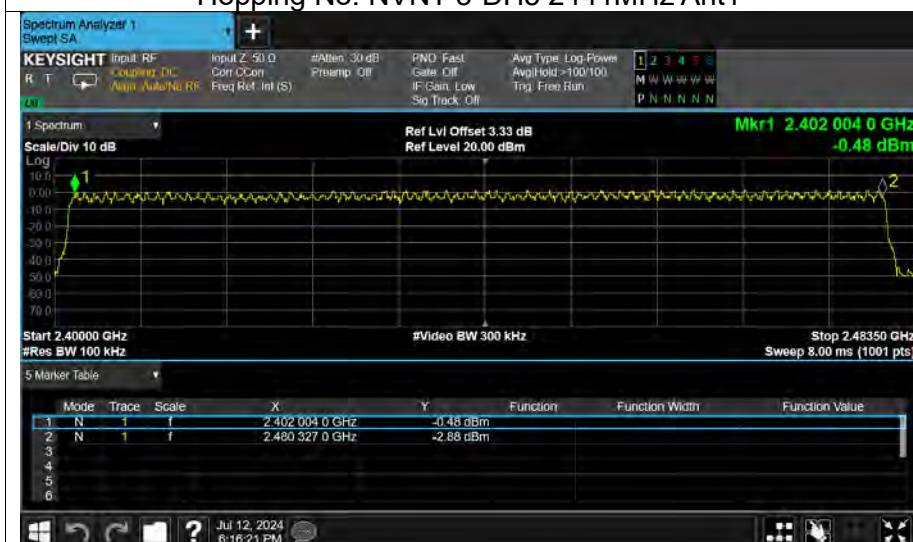 Hopping No. NVNT 3-DH5 2441MHz Ant1
Spectrum Analyzer 1
Swept SA
+
KEYSIGHT Input: RF Input Z: 50 Ω #Atten: 30 dB PNO: Fast Avg Type: Log-Power 1 2 3 4 5 6
R T Coupling: DC Corr CCorr Preamp: Off Gate: Off Avg|Hold:>100/100 M W W W W W
Align: Auto/No RF Freq Ref: Int (S) IF Gain: Low Trig: Free Run
Sig Track: Off P N N N N N
1 Spectrum Ref Lvl Offset 3.33 dB Mkr1 2.402 004 0 GHz
Scale/Div 10 dB Ref Level 20.00 dBm -0.48 dBm
Log
10.0 1 2
0.00
-10.0
-20.0
-30.0
-40.0
-50.0
-60.0
-70.0
Start 2.40000 GHz #Video BW 300 kHz Stop 2.48350 GHz
#Res BW 100 kHz Sweep 8.00 ms (1001 pts)
5 Marker Table
Mode Trace Scale X Y Function Function Width Function Value
1 N 1 f 2.402 004 0 GHz -0.48 dBm
2 N 1 f 2.480 327 0 GHz -2.88 dBm
3
4
5
6
? Jul 12, 2024
6:16:21 PM